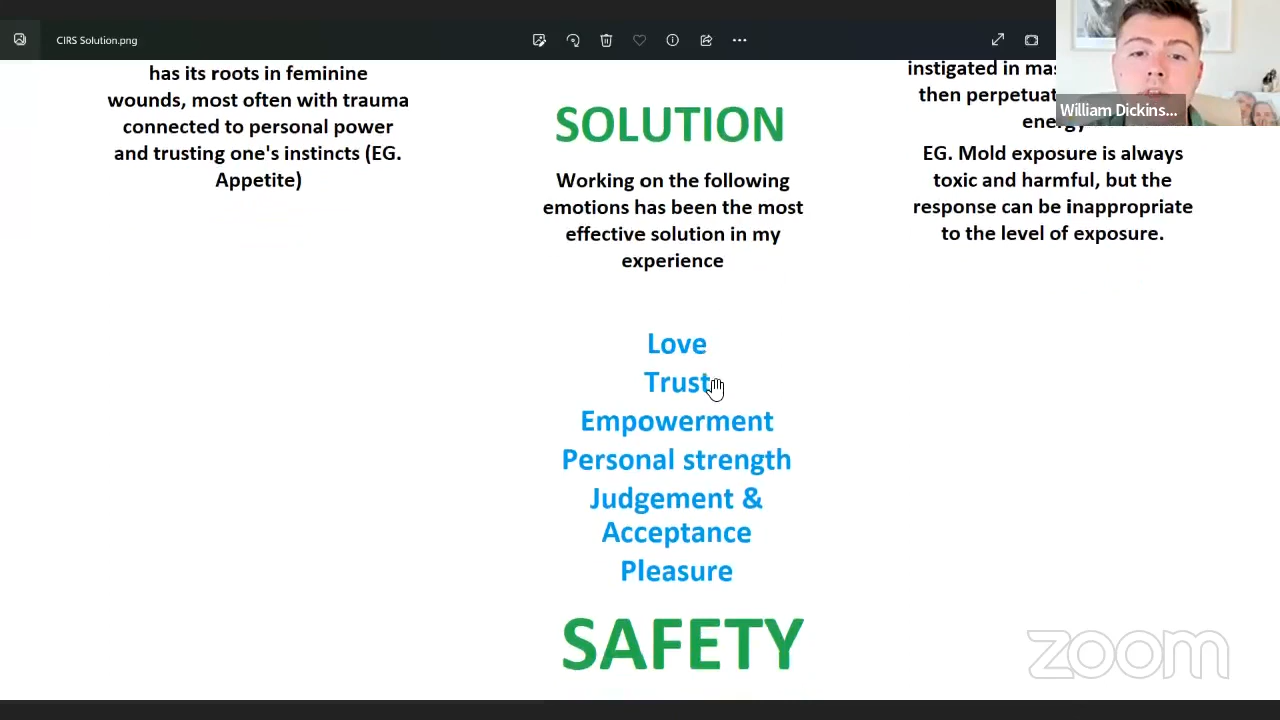 CIRS Solution.png
William Dickins...
has its roots in feminine
wounds, most often with trauma
connected to personal power
and trusting one's instincts (EG.
Appetite)
SOLUTION
Working on the following
emotions has been the most
effective solution in my
experience
Love
Trust
Empowerment
Personal strength
Judgement &
Acceptance
Pleasure
SAFETY
instigated in
then
energy
EG. Mold exposure is always
toxic and harmful, but the
response can be inappropriate
to the level of exposure.
zoom